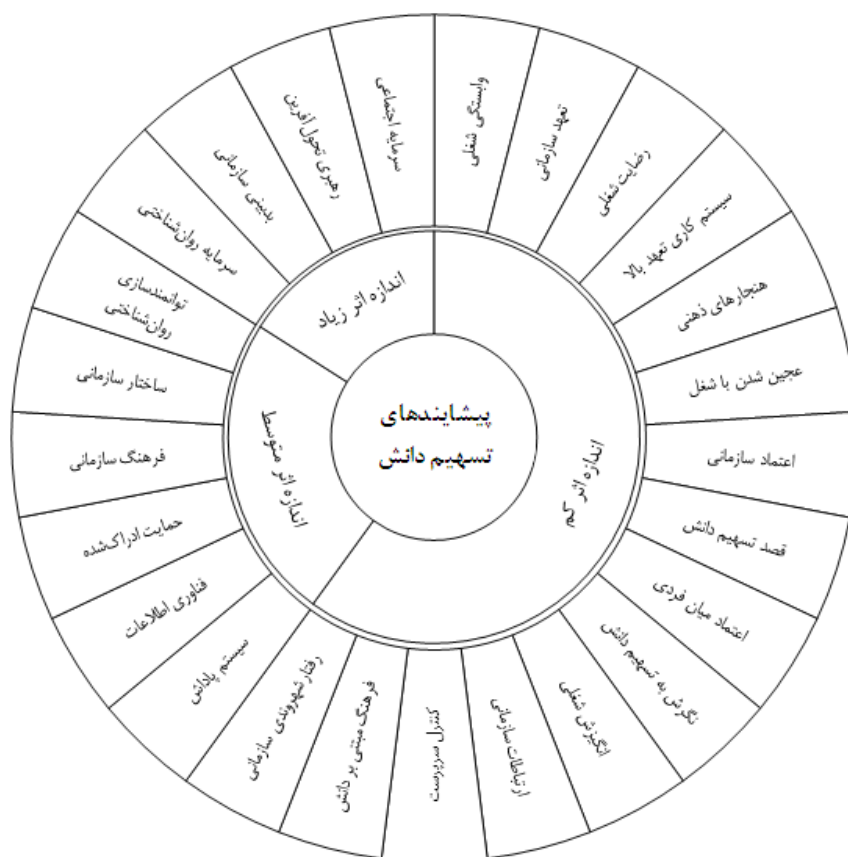 پیشایندهای
تسهیم دانش
اندازه اثر زیاد
اندازه اثر کم
اندازه اثر متوسط
وابستگی شغلی
تعهد سازمانی
رضایت شغلی
سیستم کاری تعهد بالا
هنجارهای ذهنی
عجین شدن با شغل
اعتماد سازمانی
قصد تسهیم دانش
اعتماد میان فردی
نگرش به تسهیم دانش
انگیزش شغلی
ارتباطات سازمانی
کنترل سرپرست
فرهنگ مبتنی بر دانش
رفتار شهروندی سازمانی
سیستم پاداش
فناوری اطلاعات
حمایت ادراک‌شده
فرهنگ سازمانی
ساختار سازمانی
توانمندسازی
روان‌شناختی
سرمایه روان‌شناختی
بدبینی سازمانی
رهبری تحول آفرین
سرمایه اجتماعی